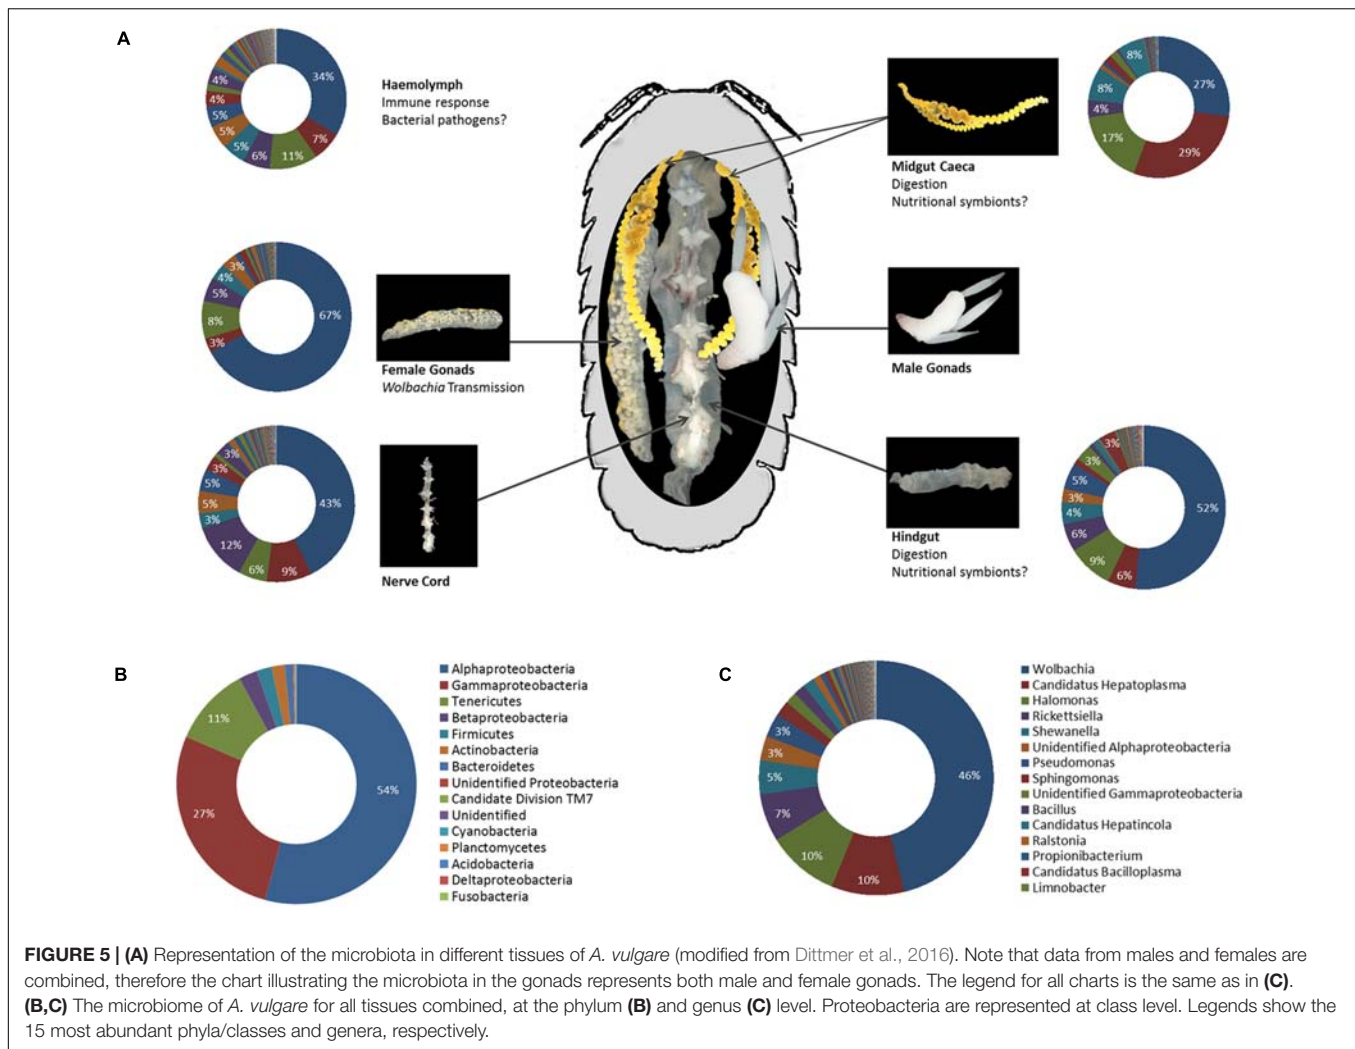 A
34%
7%
11%
6%
5%
5%
5%
4%
4%
Haemolymph
Immune response
Bacterial pathogens?
8%
27%
8%
4%
17%
29%
Midgut Caeca
Digestion
Nutritional symbionts?
3%
4%
5%
8%
3%
67%
Female Gonads
Wolbachia Transmission
Male Gonads
3%
3%
5%
5%
3%
12%
6%
9%
43%
Nerve Cord
3%
3%
5%
3%
4%
6%
9%
6%
52%
Hindgut
Digestion
Nutritional symbionts?
B
11%
27%
54%
Alphaproteobacteria
Gammaproteobacteria
Tenericutes
Betaproteobacteria
Firmicutes
Actinobacteria
Bacteroidetes
Unidentified Proteobacteria
Candidate Division TM7
Unidentified
Cyanobacteria
Planctomycetes
Acidobacteria
Deltaproteobacteria
Fusobacteria
C
3%
3%
5%
7%
10%
10%
46%
Wolbachia
Candidatus Hepatoplasma
Halomonas
Rickettsiella
Shewanella
Unidentified Alphaproteobacteria
Pseudomonas
Sphingomonas
Unidentified Gammaproteobacteria
Bacillus
Candidatus Hepatincola
Ralstonia
Propionibacterium
Candidatus Bacilloplasma
Limnobacter
FIGURE 5 | (A) Representation of the microbiota in different tissues of A. vulgare (modified from Dittmer et al., 2016). Note that data from males and females are
combined, therefore the chart illustrating the microbiota in the gonads represents both male and female gonads. The legend for all charts is the same as in (C).
(B,C) The microbiome of A. vulgare for all tissues combined, at the phylum (B) and genus (C) level. Proteobacteria are represented at class level. Legends show the
15 most abundant phyla/classes and genera, respectively.